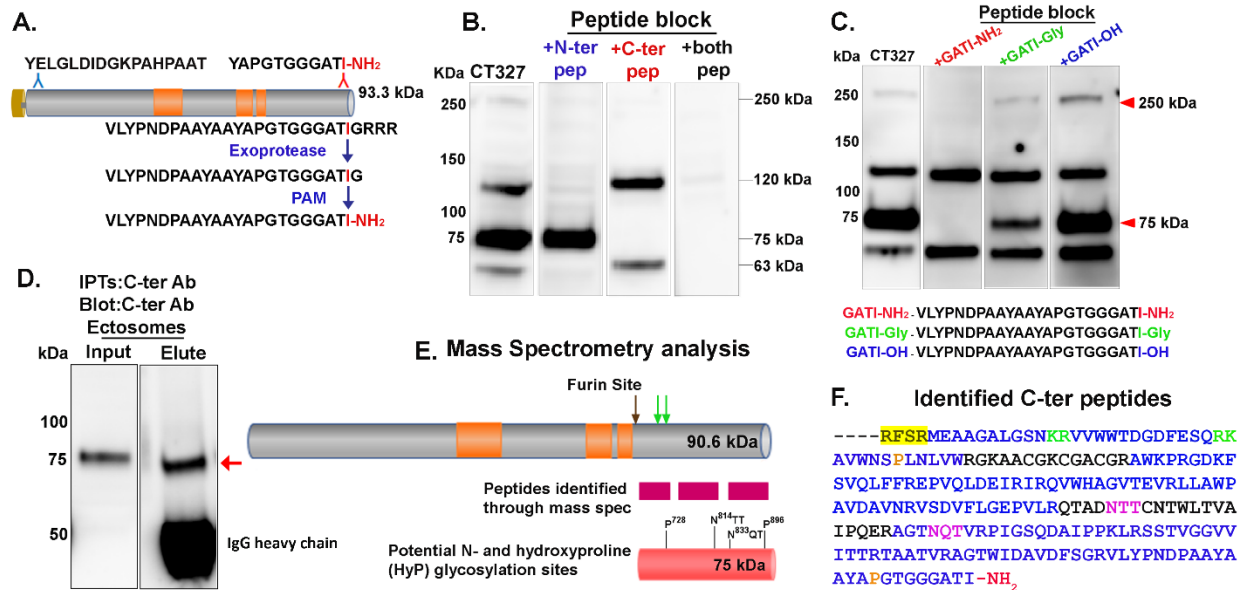 A.
YELGLDIDGKPAHPAAT YAPGTGGGATI-NH₂
93.3 kDa
VLYPNDPAAYAAYAPGTGGGATIGRRR
Exoprotease
VLYPNDPAAYAAYAPGTGGGATIG
PAM
VLYPNDPAAYAAYAPGTGGGATI-NH₂
B.
Peptide block
+N-ter +C-ter +both
KDa CT327 pep pep pep
250 250 kDa
150
120 kDa
100
75 75 kDa
63 kDa
C.
Peptide block
+GATI-NH₂ +GATI-Gly +GATI-OH
KDa CT327
250 250 kDa
150
100
75 75 kDa
GATI-NH₂-VLYPNDPAAYAAYAPGTGGGATI-NH₂
GATI-Gly-VLYPNDPAAYAAYAPGTGGGATI-Gly
GATI-OH -VLYPNDPAAYAAYAPGTGGGATI-OH
D.
IPTs:C-ter Ab
Blot:C-ter Ab
Ectosomes
kDa Input Elute
100
75
50
IgG heavy chain
E. Mass Spectrometry analysis
Furin Site
90.6 kDa
Peptides identified
through mass spec
P⁷²⁸ N⁸¹⁴TT N⁸³³QT P⁸⁹⁶
Potential N- and hydroxyproline
(HyP) glycosylation sites
75 kDa
F. Identified C-ter peptides
----RFSRMEAAGALGSNKRVVWWTDGDFESQRK
AVWNSPLNLVWRGKAACGKCGACGRAWKPRGDKF
SVQLFFREPVQLDEIRIRQVWHAGVTEVRLLAWP
AVDAVNRVSDVFLGEPVLRQTADNTTCNTWLTVA
IPQERAGTNQTVRPIGSQDAIPPKLRSSTVGGVV
ITTRTAATVRAGTWIDAVDFSGRVLYPNDPAAYA
AYAPGTGGGATI-NH₂